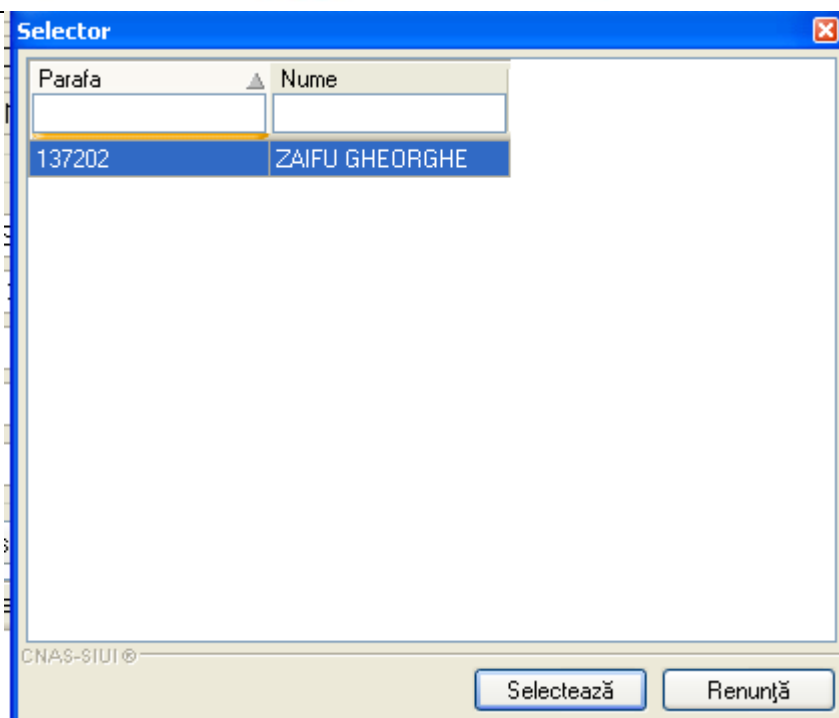 Selector
Parafa Nume
137202 ZAIFU GHEORGHE
CNAS-SIUI ®
Selectează Renunţă